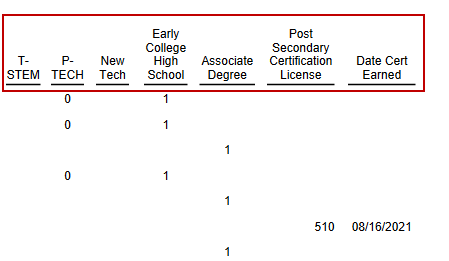 Early Post
College Secondary
T- P- New High Associate Certification Date Cert
STEM TECH Tech School Degree License Earned
0 1
0 1
1
0 1
1
510 08/16/2021
1